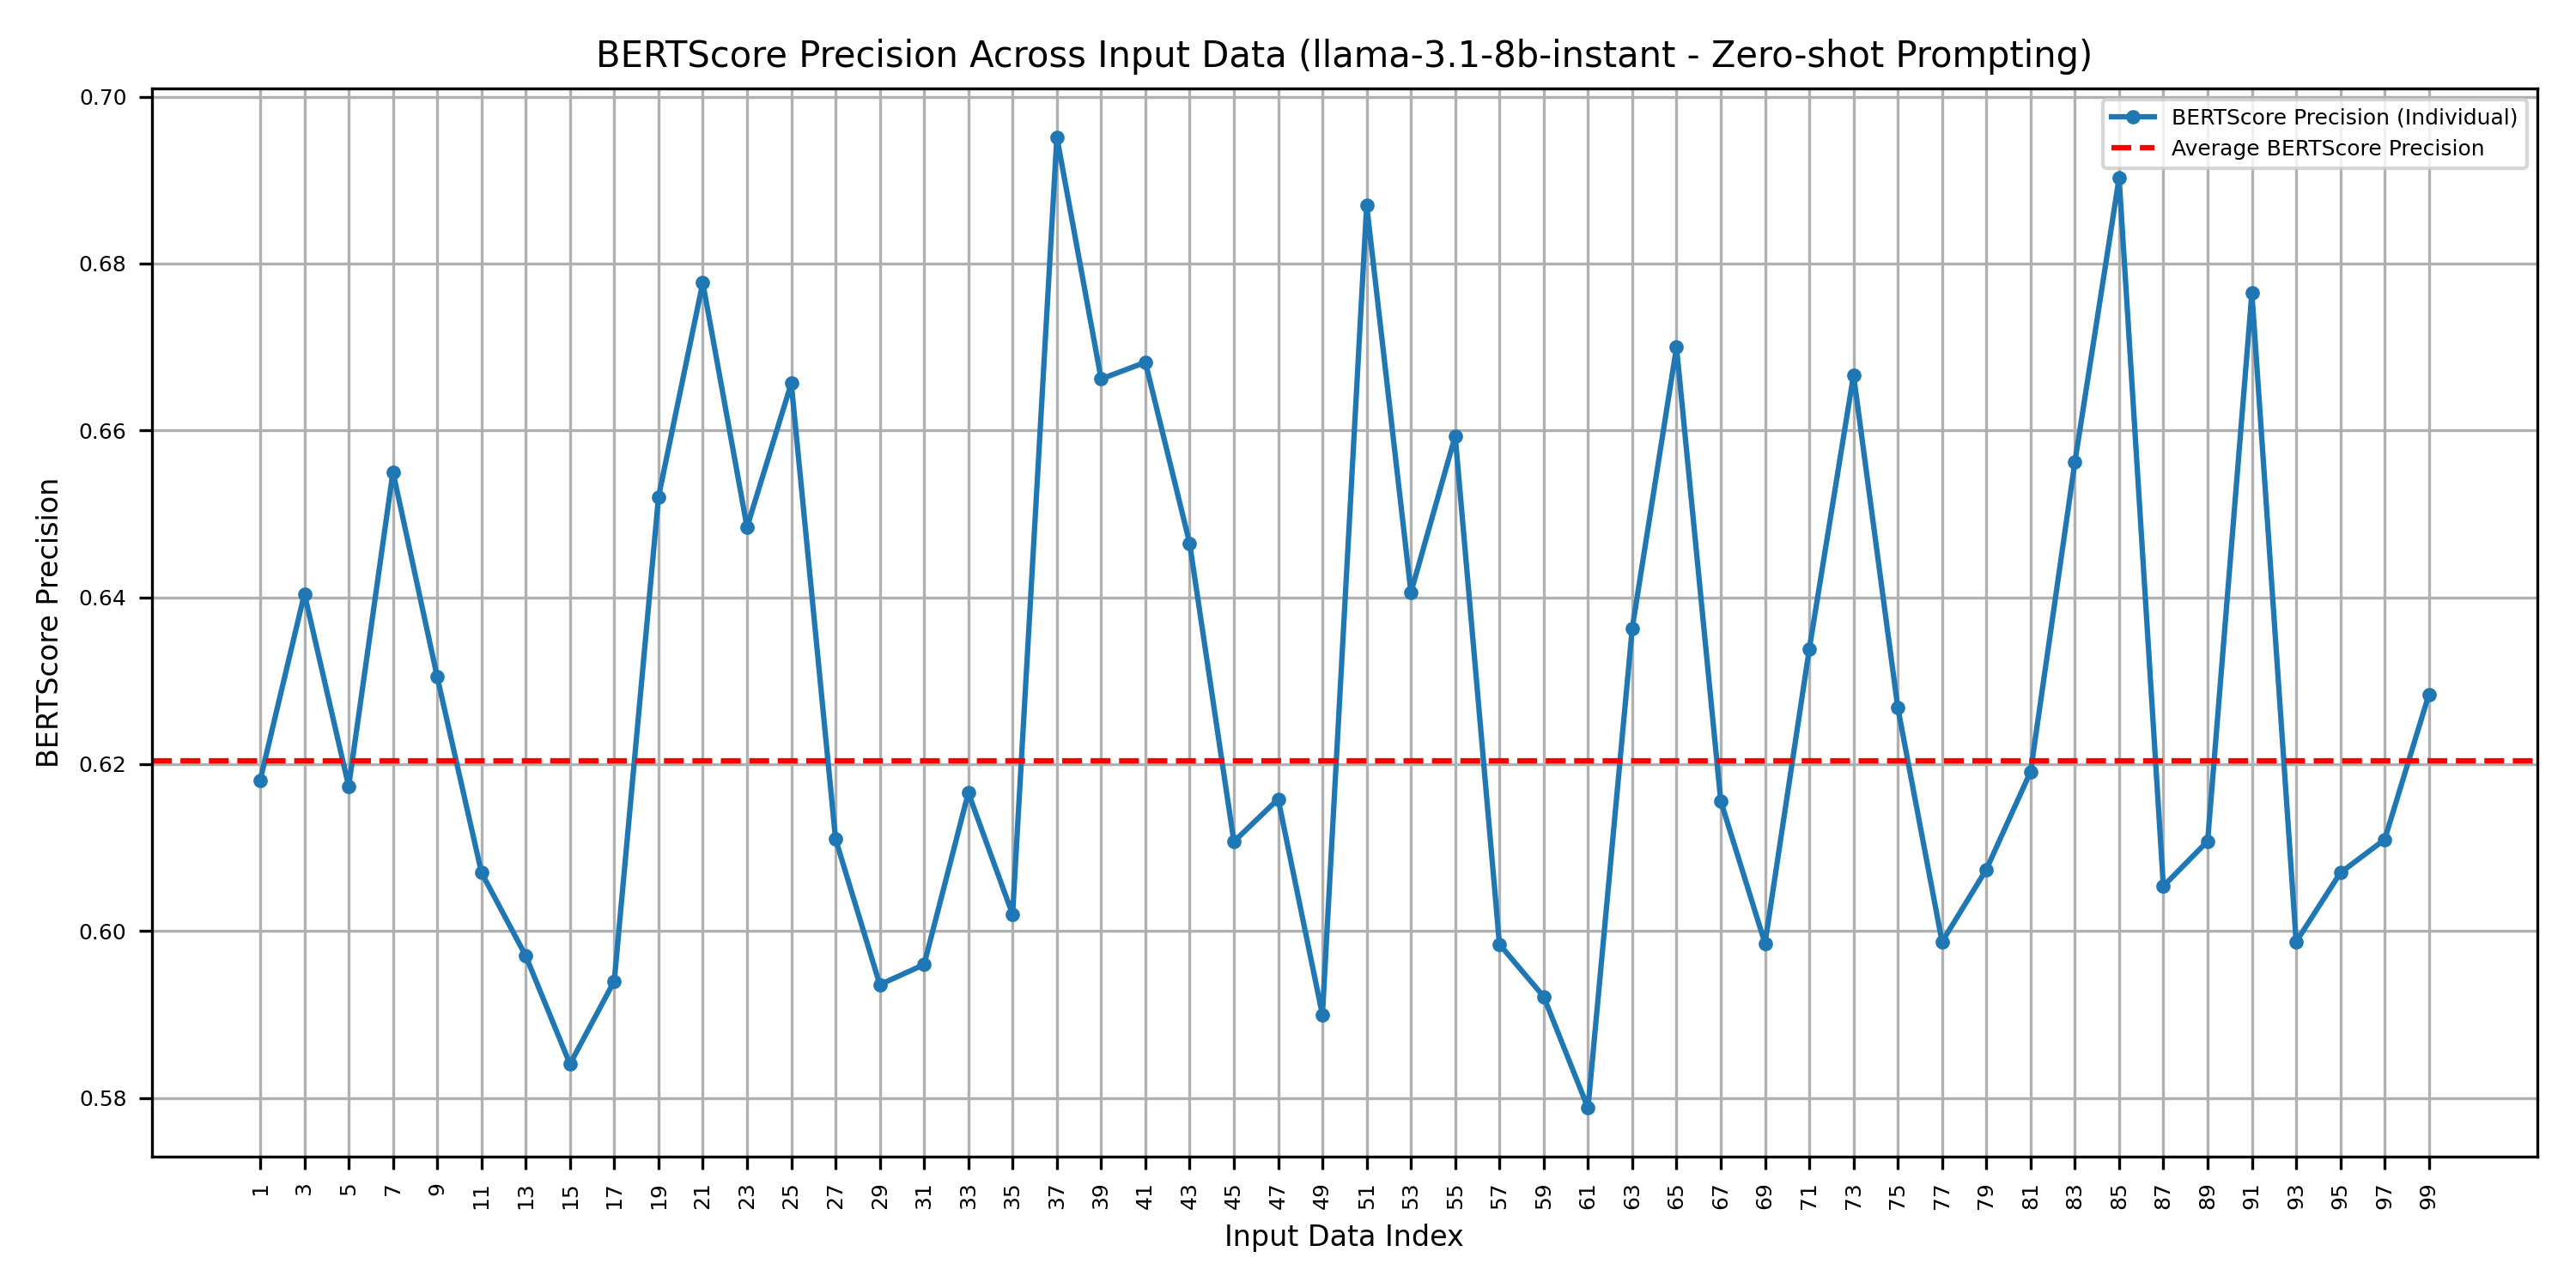 BERTScore Precision Across Input Data (llama-3.1-8b-instant - Zero-shot Prompting)
BERTScore Precision (Individual)
Average BERTScore Precision
0.70
0.68
0.66
0.64
0.62
0.60
0.58
BERTScore Precision
1 3 5 7 9 11 13 15 17 19 21 23 25 27 29 31 33 35 37 39 41 43 45 47 49 51 53 55 57 59 61 63 65 67 69 71 73 75 77 79 81 83 85 87 89 91 93 95 97 99
Input Data Index